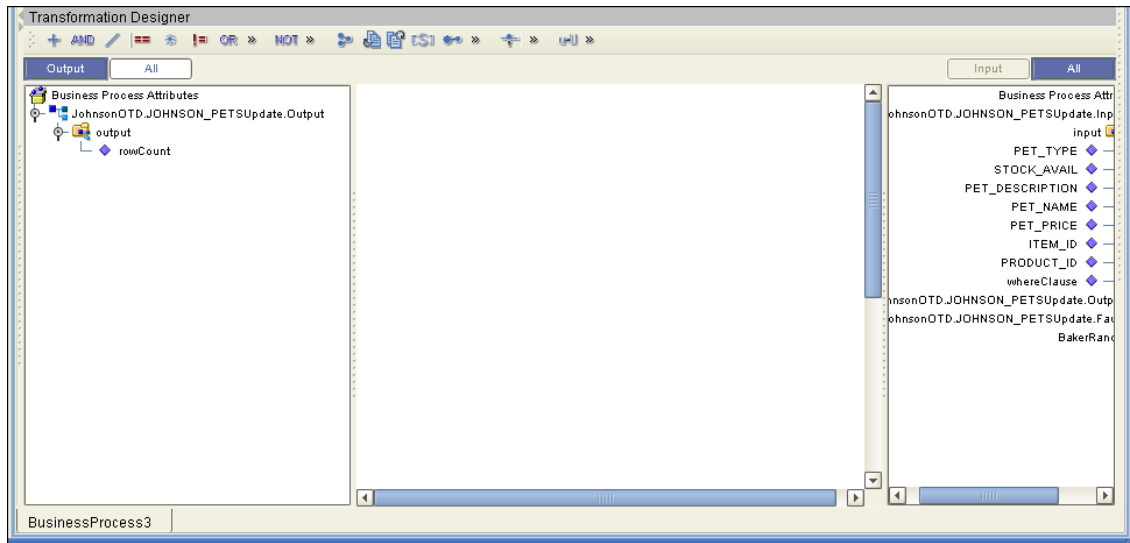 Transformation Designer
AND == != OR » NOT » [S] » » »
Output All Input All
Business Process Attributes
JohnsonOTD.JOHNSON_PETSUpdate.Output
output
rowCount
Business Process Attr
ohnsonOTD.JOHNSON_PETSUpdate.Inp
input
PET_TYPE
STOCK_AVAIL
PET_DESCRIPTION
PET_NAME
PET_PRICE
ITEM_ID
PRODUCT_ID
whereClause
nsonOTD.JOHNSON_PETSUpdate.Outp
ohnsonOTD.JOHNSON_PETSUpdate.Fau
BakerRand
BusinessProcess3